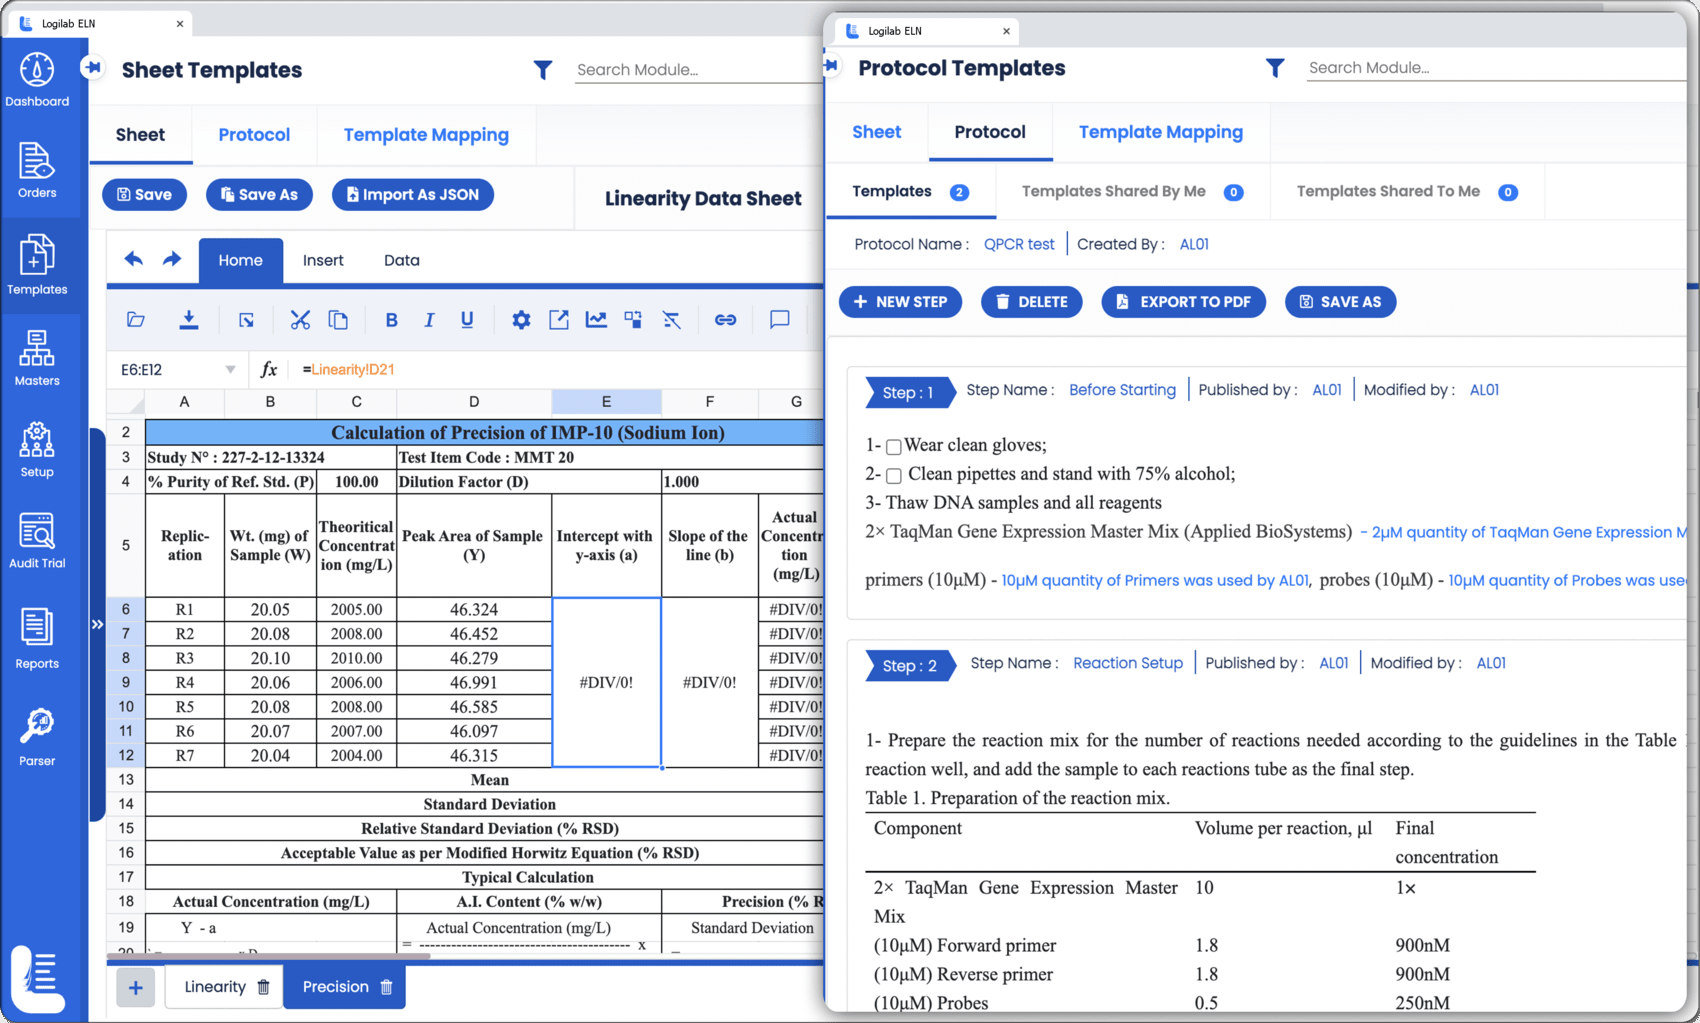 Logilab ELN
Dashboard
Orders
Templates
Masters
Setup
Audit Trial
Reports
Parser
Sheet Templates
Search Module...
Sheet
Protocol
Template Mapping
Save
Save As
Import As JSON
Linearity Data Sheet
Home
Insert
Data
B I U
E6:E12
fx
=Linearity!D21
A B C D E F G
2 Calculation of Precision of IMP-10 (Sodium Ion)
3 Study N° : 227-2-12-13324 Test Item Code : MMT 20
4 % Purity of Ref. Std. (P) 100.00 Dilution Factor (D) 1.000
5 Replic-ation Wt. (mg) of Sample (W) Theoritical Concentrat ion (mg/L) Peak Area of Sample (Y) Intercept with y-axis (a) Slope of the line (b) Actual Concentr tion (mg/L)
6 R1 20.05 2005.00 46.324 #DIV/0!
7 R2 20.08 2008.00 46.452 #DIV/0!
8 R3 20.10 2010.00 46.279 #DIV/0!
9 R4 20.06 2006.00 46.991 #DIV/0! #DIV/0! #DIV/0!
10 R5 20.08 2008.00 46.585 #DIV/0!
11 R6 20.07 2007.00 46.097 #DIV/0!
12 R7 20.04 2004.00 46.315 #DIV/0!
13 Mean
14 Standard Deviation
15 Relative Standard Deviation (% RSD)
16 Acceptable Value as per Modified Horwitz Equation (% RSD)
17 Typical Calculation
18 Actual Concentration (mg/L) A.I. Content (% w/w) Precision (% R
19 Y - a Actual Concentration (mg/L) Standard Deviation
= ---------------------------------------- x
+ Linearity Precision
Logilab ELN
Protocol Templates
Search Module...
Sheet
Protocol
Template Mapping
Templates 2
Templates Shared By Me 0
Templates Shared To Me 0
Protocol Name : QPCR test Created By : AL01
+ NEW STEP
DELETE
EXPORT TO PDF
SAVE AS
Step : 1 Step Name : Before Starting Published by : AL01 Modified by : AL01
1- Wear clean gloves;
2- Clean pipettes and stand with 75% alcohol;
3- Thaw DNA samples and all reagents
2× TaqMan Gene Expression Master Mix (Applied BioSystems) - 2µM quantity of TaqMan Gene Expression M
primers (10µM) - 10µM quantity of Primers was used by AL01, probes (10µM) - 10µM quantity of Probes was use
Step : 2 Step Name : Reaction Setup Published by : AL01 Modified by : AL01
1- Prepare the reaction mix for the number of reactions needed according to the guidelines in the Table
reaction well, and add the sample to each reactions tube as the final step.
Table 1. Preparation of the reaction mix.
Component Volume per reaction, µl Final concentration
2× TaqMan Gene Expression Master Mix 10 1×
(10µM) Forward primer 1.8 900nM
(10µM) Reverse primer 1.8 900nM
(10µM) Probes 0.5 250nM